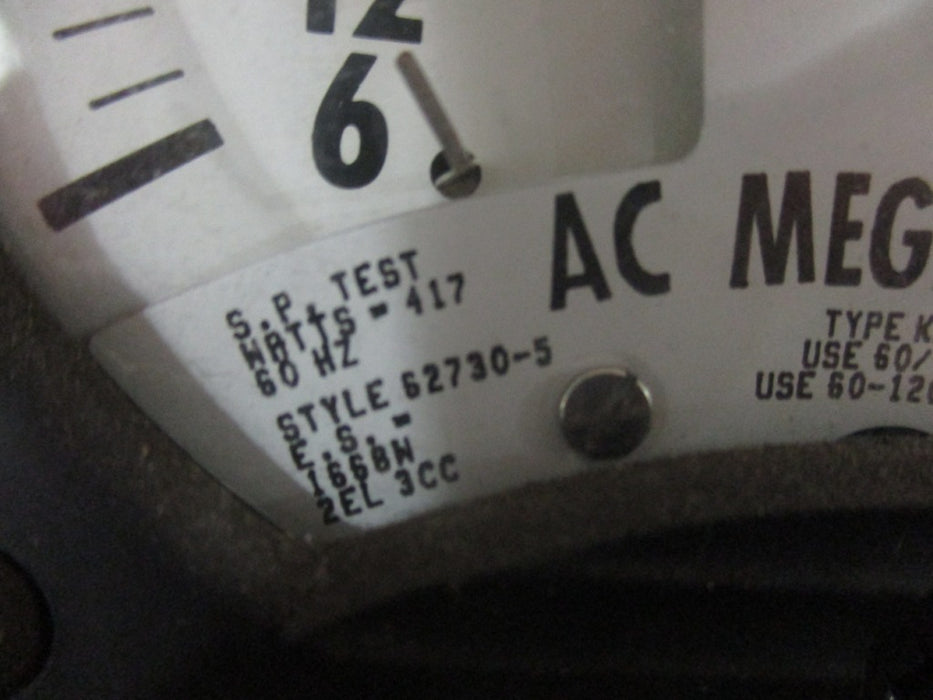 12
6
AC MEG
S.P. TEST
WATTS - 417
60 HZ
STYLE 62730-5
E.S. -
1668W
2EL 3CC
TYPE K
USE 60/
USE 60-120